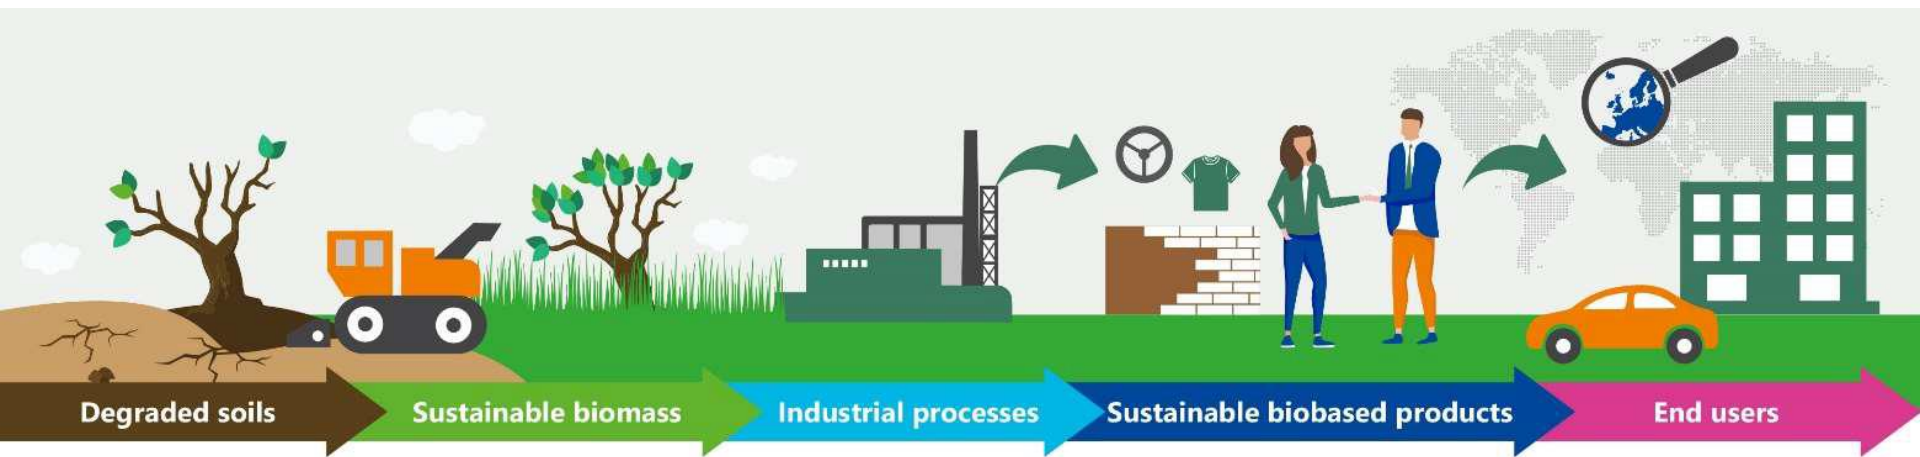 Degraded soils
Sustainable biomass
Industrial processes
Sustainable biobased products
End users